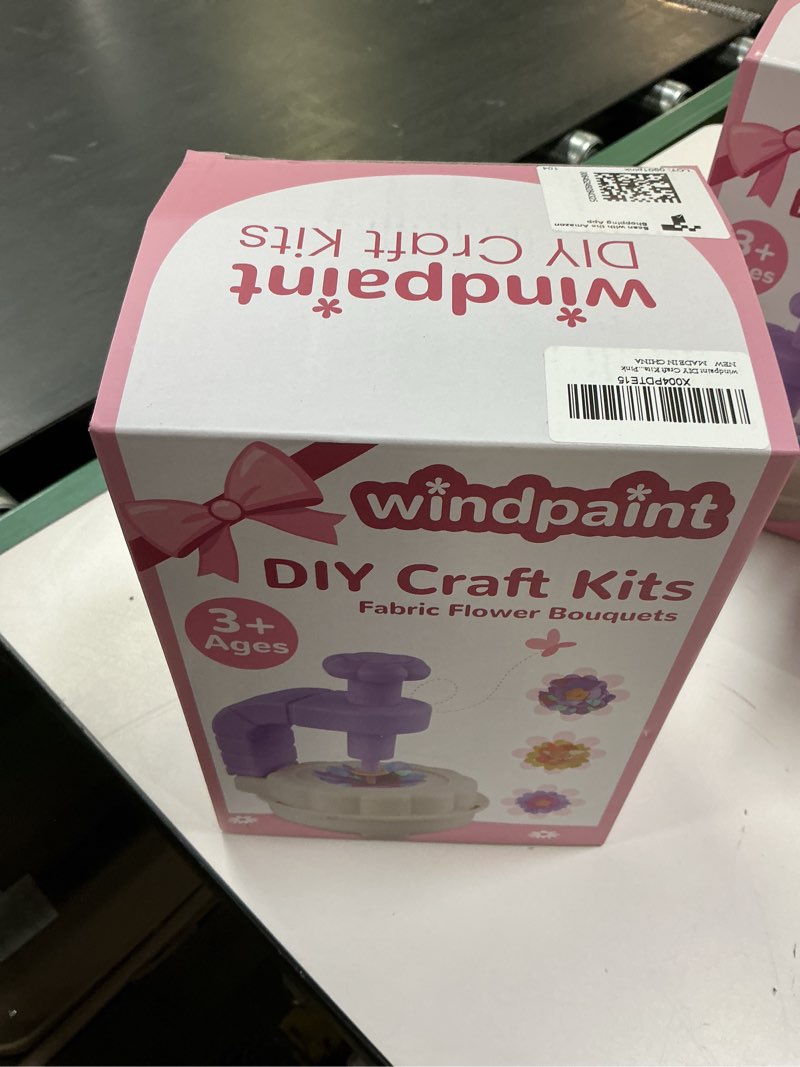 Scan with the Amazon
Shopping App
DIY Craft Kits
windpaint
X004PDTE15
windpaint DIY Craft Kits...Pink
NEW MADE IN CHINA
windpaint
DIY Craft Kits
Fabric Flower Bouquets
3+
Ages
3+
es